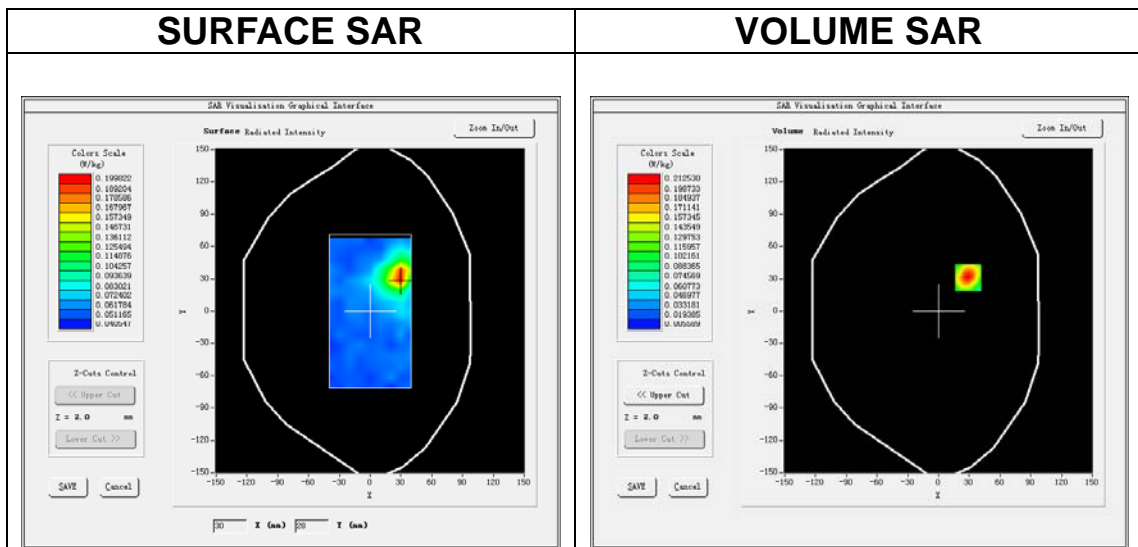 SURFACE SAR
SAR Visualisation Graphical Interface
Surface Radiated Intensity
Zoom In/Out
Colors Scale
(W/kg)
0.199822
0.189204
0.178586
0.167967
0.157349
0.146731
0.136112
0.125494
0.114876
0.104257
0.093639
0.083021
0.072402
0.061784
0.051165
0.040547
150
120
90
60
30
0
-30
-60
-90
-120
-150
Y
-150 -120 -90 -60 -30 0 30 60 90 120 150
X
Z-Cuts Control
<< Upper Cut
Z = 2.0 mm
Lower Cut >>
SAVE Cancel
30 X (mm) 28 Y (mm)
VOLUME SAR
SAR Visualisation Graphical Interface
Volume Radiated Intensity
Zoom In/Out
Colors Scale
(W/kg)
0.212530
0.198733
0.184937
0.171141
0.157345
0.143549
0.129753
0.115957
0.102161
0.088365
0.074569
0.060773
0.046977
0.033181
0.019385
0.005589
150
120
90
60
30
0
-30
-60
-90
-120
-150
Y
-150 -120 -90 -60 -30 0 30 60 90 120 150
X
Z-Cuts Control
<< Upper Cut
Z = 2.0 mm
Lower Cut >>
SAVE Cancel